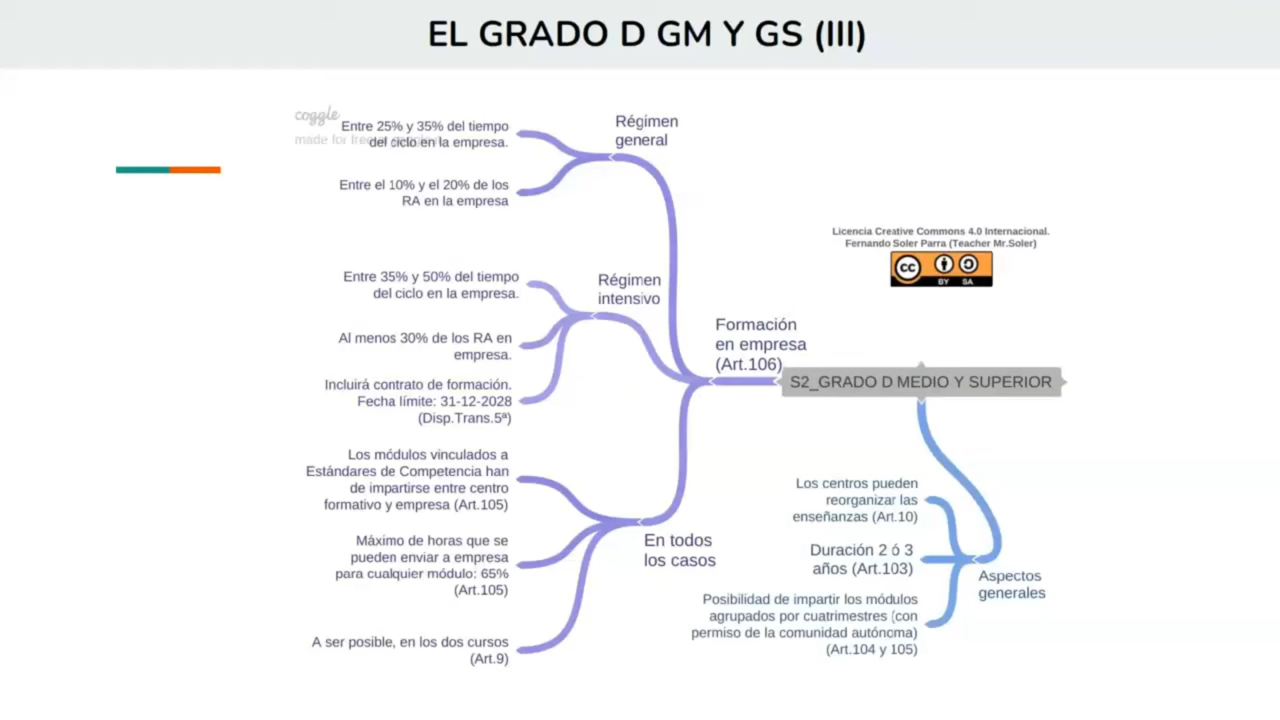 EL GRADO D GM Y GS (III)
coggle
made for free
Entre 25% y 35% del tiempo
del ciclo en la empresa.
Entre el 10% y el 20% de los
RA en la empresa
Régimen
general
Entre 35% y 50% del tiempo
del ciclo en la empresa.
Al menos 30% de los RA en
empresa.
Incluirá contrato de formación.
Fecha límite: 31-12-2028
(Disp.Trans.5ª)
Régimen
intensivo
Los módulos vinculados a
Estándares de Competencia han
de impartirse entre centro
formativo y empresa (Art.105)
Máximo de horas que se
pueden enviar a empresa
para cualquier módulo: 65%
(Art.105)
A ser posible, en los dos cursos
(Art.9)
En todos
los casos
Formación
en empresa
(Art.106)
Licencia Creative Commons 4.0 Internacional.
Fernando Soler Parra (Teacher Mr.Soler)
cc
BY SA
S2_GRADO D MEDIO Y SUPERIOR
Los centros pueden
reorganizar las
enseñanzas (Art.10)
Duración 2 ó 3
años (Art.103)
Posibilidad de impartir los módulos
agrupados por cuatrimestres (con
permiso de la comunidad autónoma)
(Art.104 y 105)
Aspectos
generales